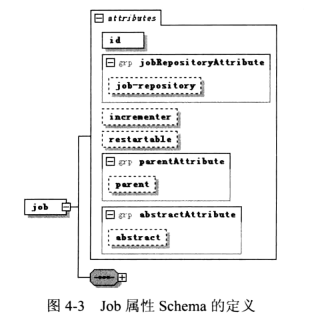 attributes
id
grp jobRepositoryAttribute
job-repository
incrementer
restartable
grp parentAttribute
parent
job
grp abstractAttribute
abstract
图 4-3 Job 属性 Schema 的定义